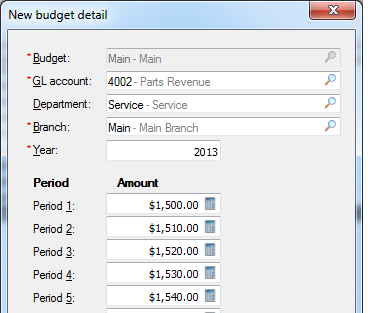 New budget detail
* Budget: Main - Main
* GL account: 4002 - Parts Revenue
Department: Service - Service
* Branch: Main - Main Branch
* Year: 2013
Period Amount
Period 1: $1,500.00
Period 2: $1,510.00
Period 3: $1,520.00
Period 4: $1,530.00
Period 5: $1,540.00